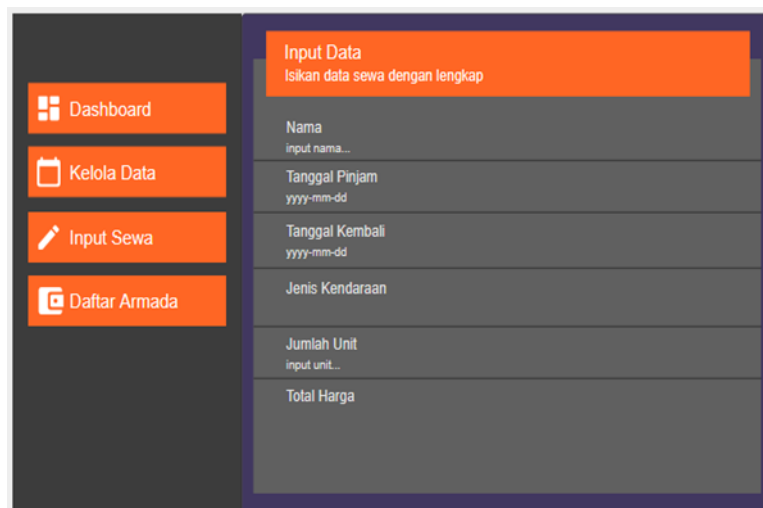 Dashboard
Kelola Data
Input Sewa
Daftar Armada
Input Data
Isikan data sewa dengan lengkap
Nama
input nama...
Tanggal Pinjam
yyyy-mm-dd
Tanggal Kembali
yyyy-mm-dd
Jenis Kendaraan
Jumlah Unit
input unit...
Total Harga